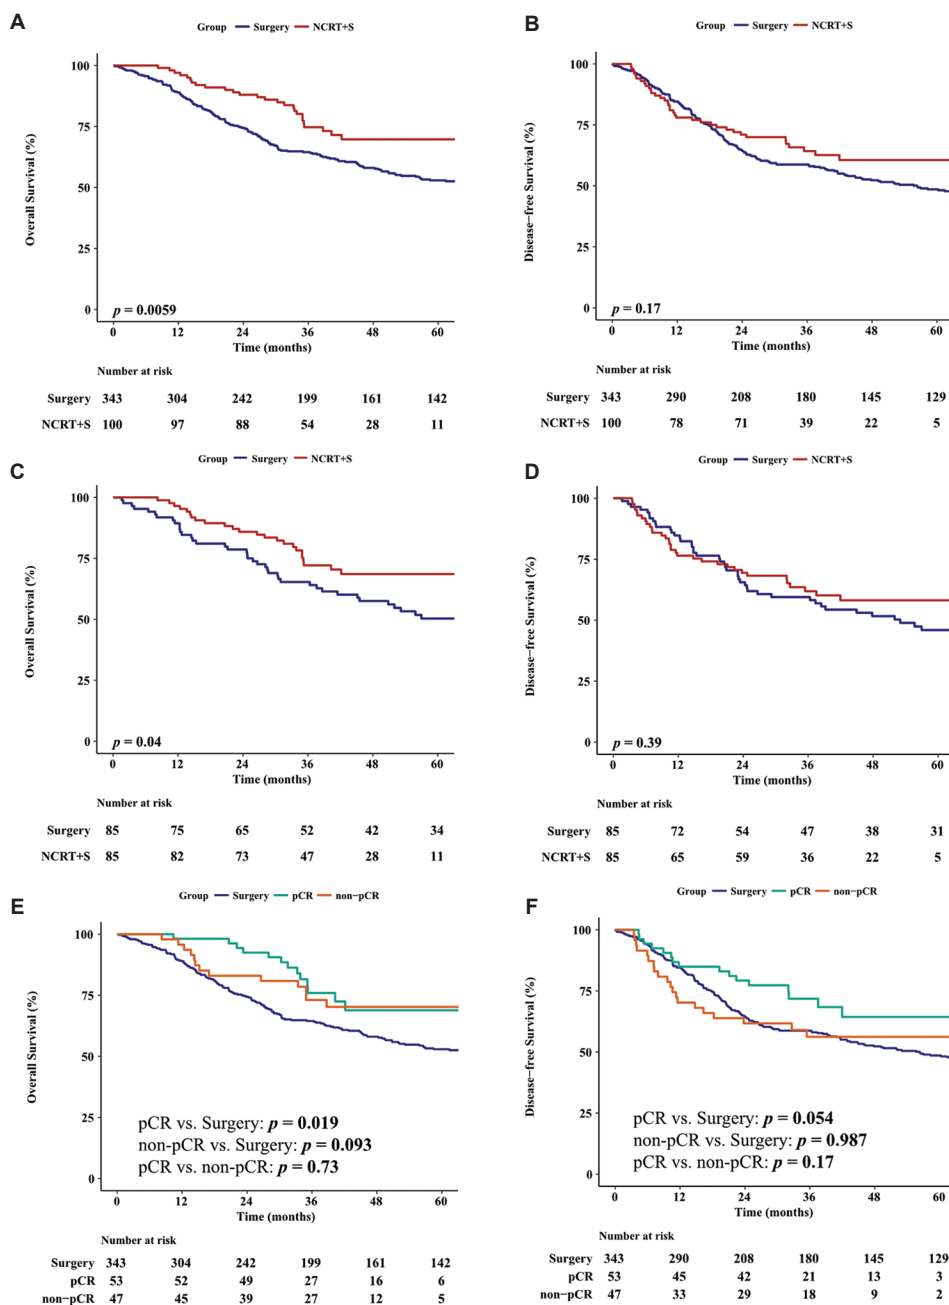 A
Group Surgery NCRT+S
Overall Survival (%)
100
75
50
25
0
p = 0.0059
0 12 24 36 48 60
Time (months)
Number at risk
Surgery 343 304 242 199 161 142
NCRT+S 100 97 88 54 28 11
B
Group Surgery NCRT+S
Disease−free Survival (%)
100
75
50
25
0
p = 0.17
0 12 24 36 48 60
Time (months)
Number at risk
Surgery 343 290 208 180 145 129
NCRT+S 100 78 71 39 22 5
C
Group Surgery NCRT+S
Overall Survival (%)
100
75
50
25
0
p = 0.04
0 12 24 36 48 60
Time (months)
Number at risk
Surgery 85 75 65 52 42 34
NCRT+S 85 82 73 47 28 11
D
Group Surgery NCRT+S
Disease−free Survival (%)
100
75
50
25
0
p = 0.39
0 12 24 36 48 60
Time (months)
Number at risk
Surgery 85 72 54 47 38 31
NCRT+S 85 65 59 36 22 5
E
Group Surgery pCR non−pCR
Overall Survival (%)
100
75
50
25
0
pCR vs. Surgery: p = 0.019
non-pCR vs. Surgery: p = 0.093
pCR vs. non-pCR: p = 0.73
0 12 24 36 48 60
Time (months)
Number at risk
Surgery 343 304 242 199 161 142
pCR 53 52 49 27 16 6
non−pCR 47 45 39 27 12 5
F
Group Surgery pCR non−pCR
Disease−free Survival (%)
100
75
50
25
0
pCR vs. Surgery: p = 0.054
non-pCR vs. Surgery: p = 0.987
pCR vs. non-pCR: p = 0.17
0 12 24 36 48 60
Time (months)
Number at risk
Surgery 343 290 208 180 145 129
pCR 53 45 42 21 13 3
non−pCR 47 33 29 18 9 2